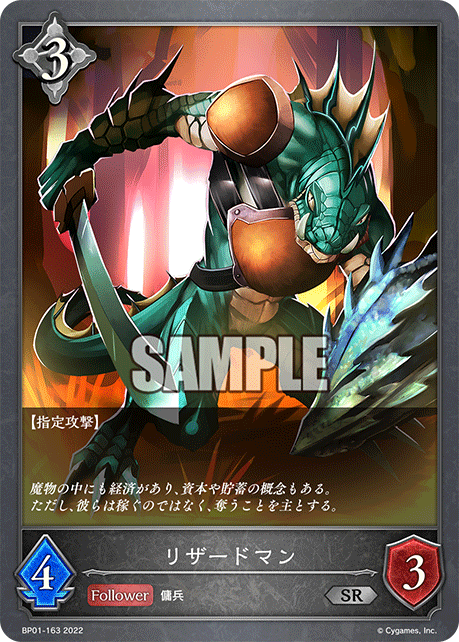 3
SAMPLE
【指定攻撃】
魔物の中にも経済があり、資本や貯蓄の概念もある。
ただし、彼らは稼ぐのではなく、奪うことを主とする。
リザードマン
4
Follower 傭兵
SR
3
BP01-163 2022
© Cygames, Inc.